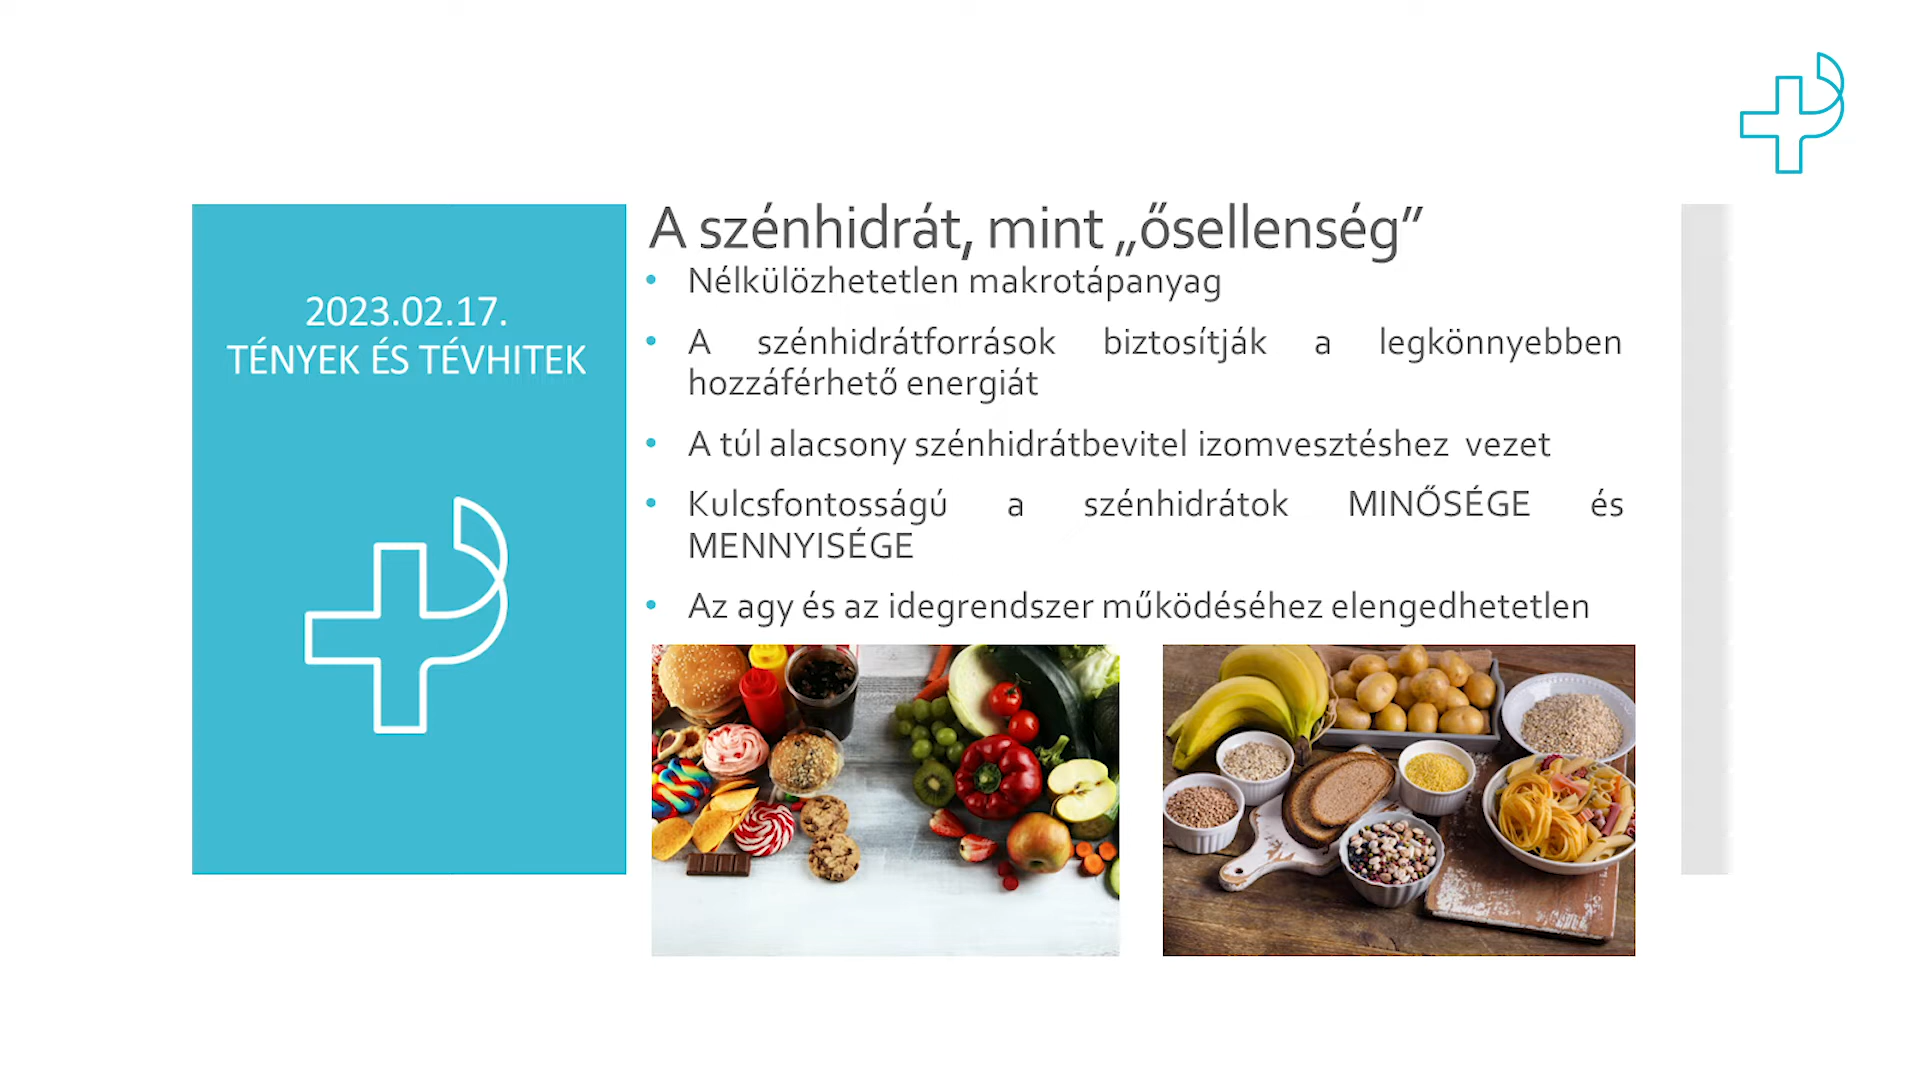 2023.02.17.
TÉNYEK ÉS TÉVHITEK
A szénhidrát, mint „ősellenség”
• Nélkülözhetetlen makrotápanyag
• A szénhidrátforrások biztosítják a legkönnyebben
hozzáférhető energiát
• A túl alacsony szénhidrátbevitel izomvesztéshez vezet
• Kulcsfontosságú a szénhidrátok MINŐSÉGE és
MENNYISÉGE
• Az agy és az idegrendszer működéséhez elengedhetetlen